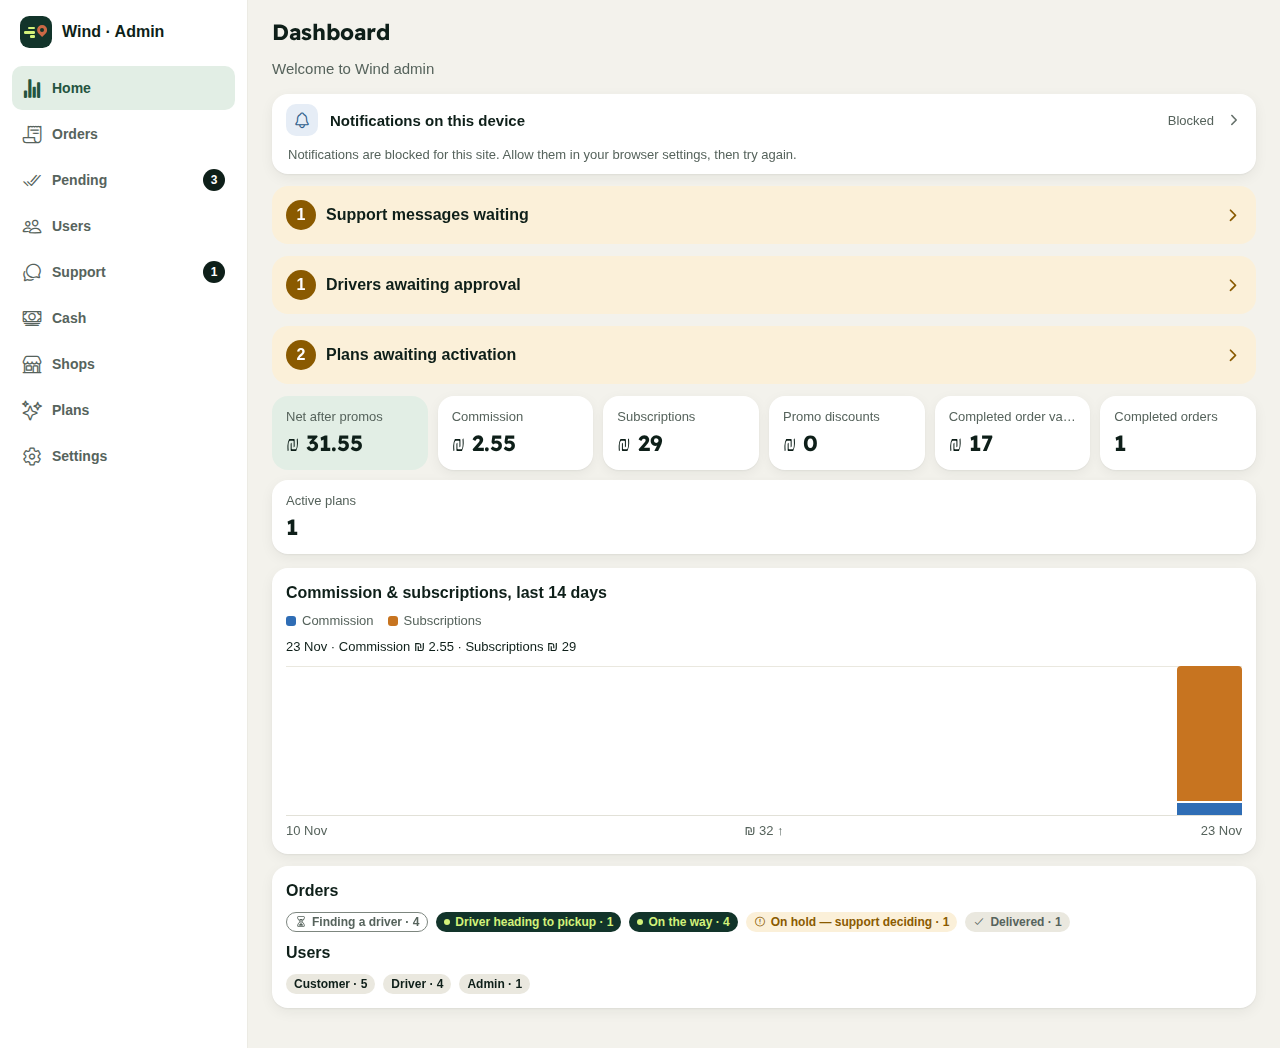 Wind · Admin
Home
Orders
Pending 3
Users
Support 1
Cash
Shops
Plans
Settings
Dashboard
Welcome to Wind admin
Notifications on this device
Blocked
Notifications are blocked for this site. Allow them in your browser settings, then try again.
1 Support messages waiting
1 Drivers awaiting approval
2 Plans awaiting activation
Net after promos
₪ 31.55
Commission
₪ 2.55
Subscriptions
₪ 29
Promo discounts
₪ 0
Completed order va…
₪ 17
Completed orders
1
Active plans
1
Commission & subscriptions, last 14 days
Commission Subscriptions
23 Nov · Commission ₪ 2.55 · Subscriptions ₪ 29
10 Nov ₪ 32 ↑ 23 Nov
Orders
Finding a driver · 4 Driver heading to pickup · 1 On the way · 4 On hold — support deciding · 1 Delivered · 1
Users
Customer · 5 Driver · 4 Admin · 1